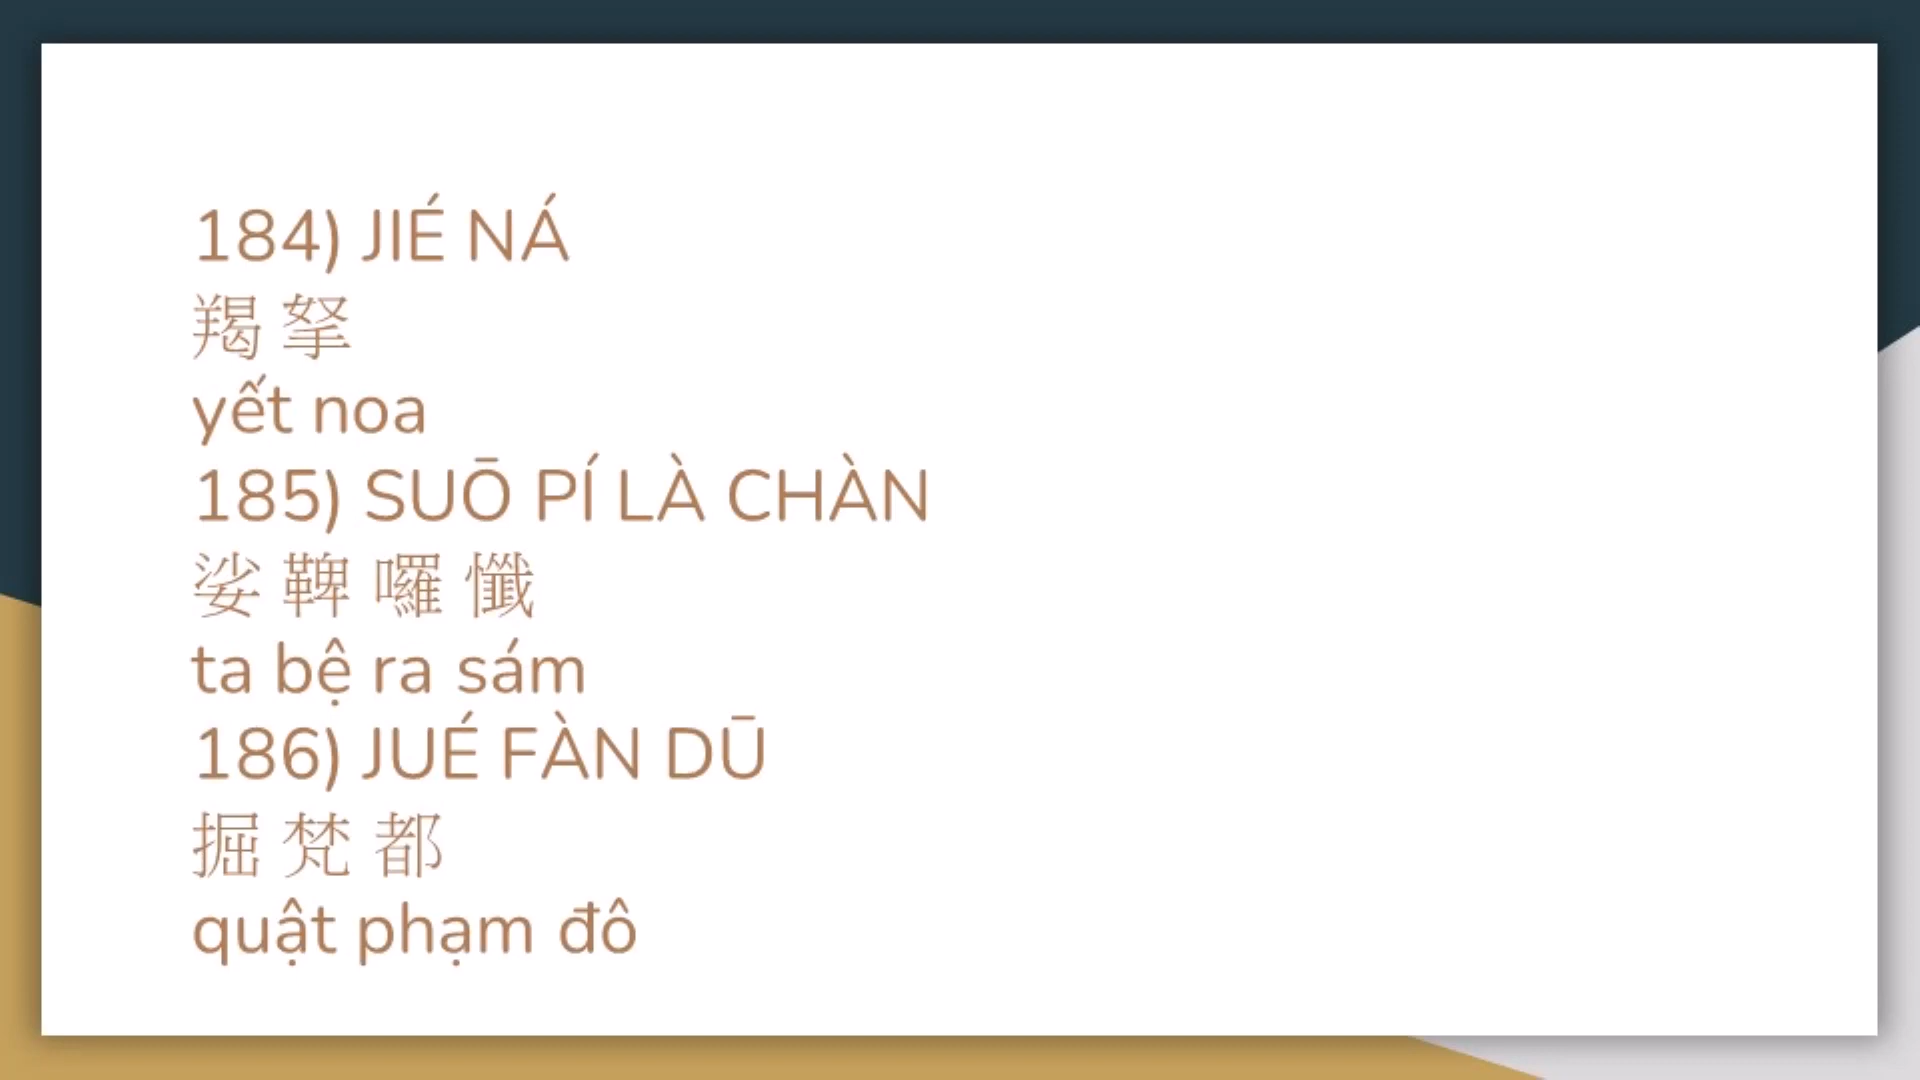 184) JIÉ NÁ
羯 拏
yết noa
185) SUŌ PÍ LÀ CHÀN
娑 鞞 囉 懺
ta bệ ra sám
186) JUÉ FÀN DŪ
掘 梵 都
quật phạm đô